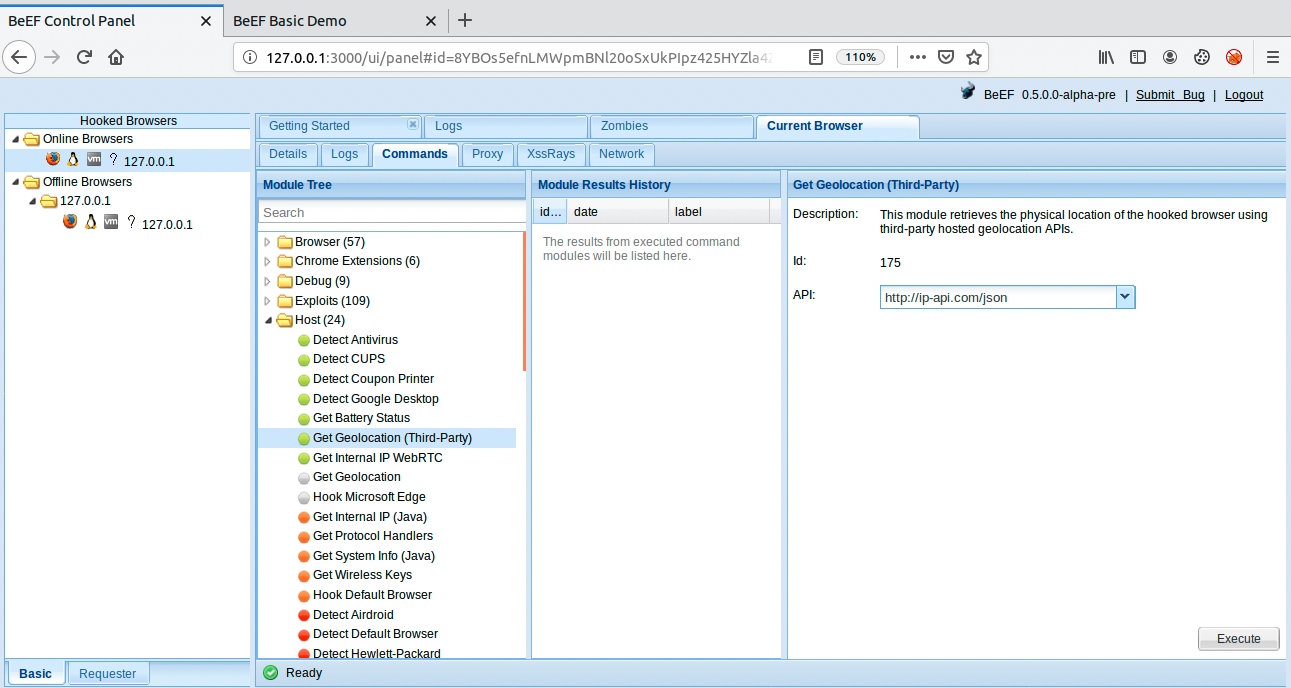 BeEF Control Panel
BeEF Basic Demo
127.0.0.1:3000/ui/panel#id=8YBOs5efnLMWpmBNl20oSxUkPIpz425HYZla4
110%
BeEF 0.5.0.0-alpha-pre | Submit Bug | Logout
Hooked Browsers
Online Browsers
vm ? 127.0.0.1
Offline Browsers
127.0.0.1
vm ? 127.0.0.1
Basic
Requester
Getting Started
Logs
Zombies
Current Browser
Details
Logs
Commands
Proxy
XssRays
Network
Module Tree
Search
Browser (57)
Chrome Extensions (6)
Debug (9)
Exploits (109)
Host (24)
Detect Antivirus
Detect CUPS
Detect Coupon Printer
Detect Google Desktop
Get Battery Status
Get Geolocation (Third-Party)
Get Internal IP WebRTC
Get Geolocation
Hook Microsoft Edge
Get Internal IP (Java)
Get Protocol Handlers
Get System Info (Java)
Get Wireless Keys
Hook Default Browser
Detect Airdroid
Detect Default Browser
Detect Hewlett-Packard
Module Results History
id... date label
The results from executed command
modules will be listed here.
Get Geolocation (Third-Party)
Description: This module retrieves the physical location of the hooked browser using
third-party hosted geolocation APIs.
Id: 175
API: http://ip-api.com/json
Execute
Ready